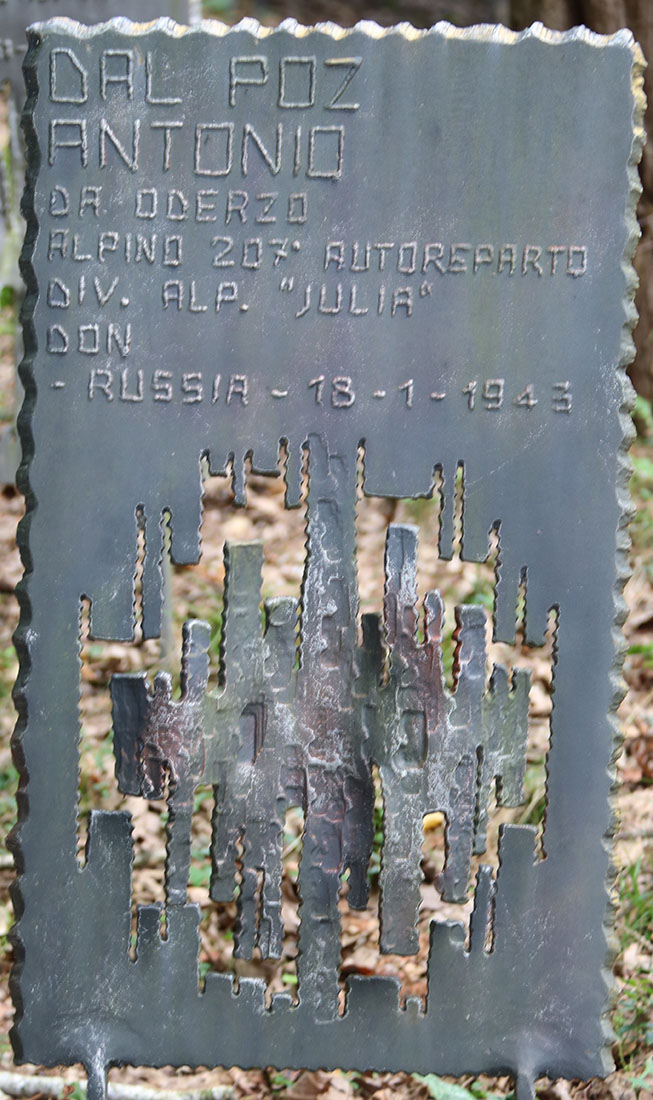 DAL POZ
ANTONIO
DA ODERZO
ALPINO 207° AUTOREPARTO
DIV. ALP. "JULIA"
DON
- RUSSIA - 18 - 1 - 1943